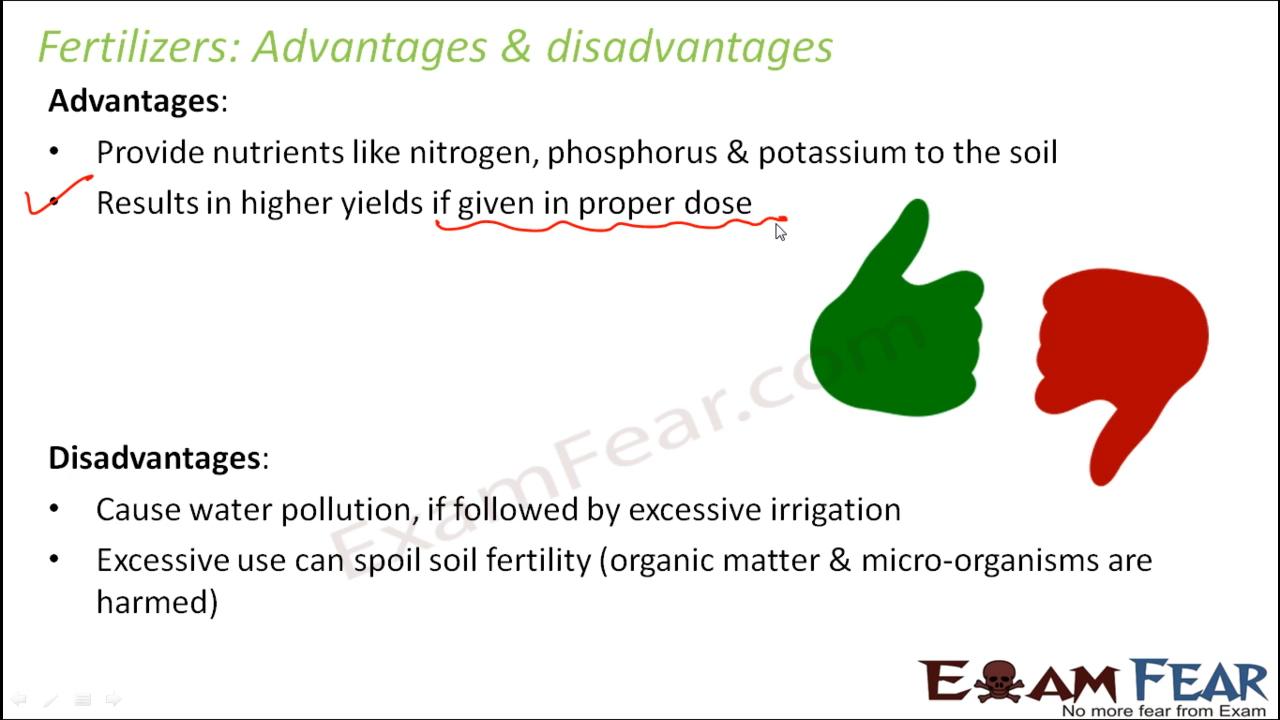 Fertilizers: Advantages & disadvantages
Advantages:
• Provide nutrients like nitrogen, phosphorus & potassium to the soil
• Results in higher yields if given in proper dose
ExamFear.com
Disadvantages:
• Cause water pollution, if followed by excessive irrigation
• Excessive use can spoil soil fertility (organic matter & micro-organisms are
harmed)
EXAM FEAR
No more fear from Exam